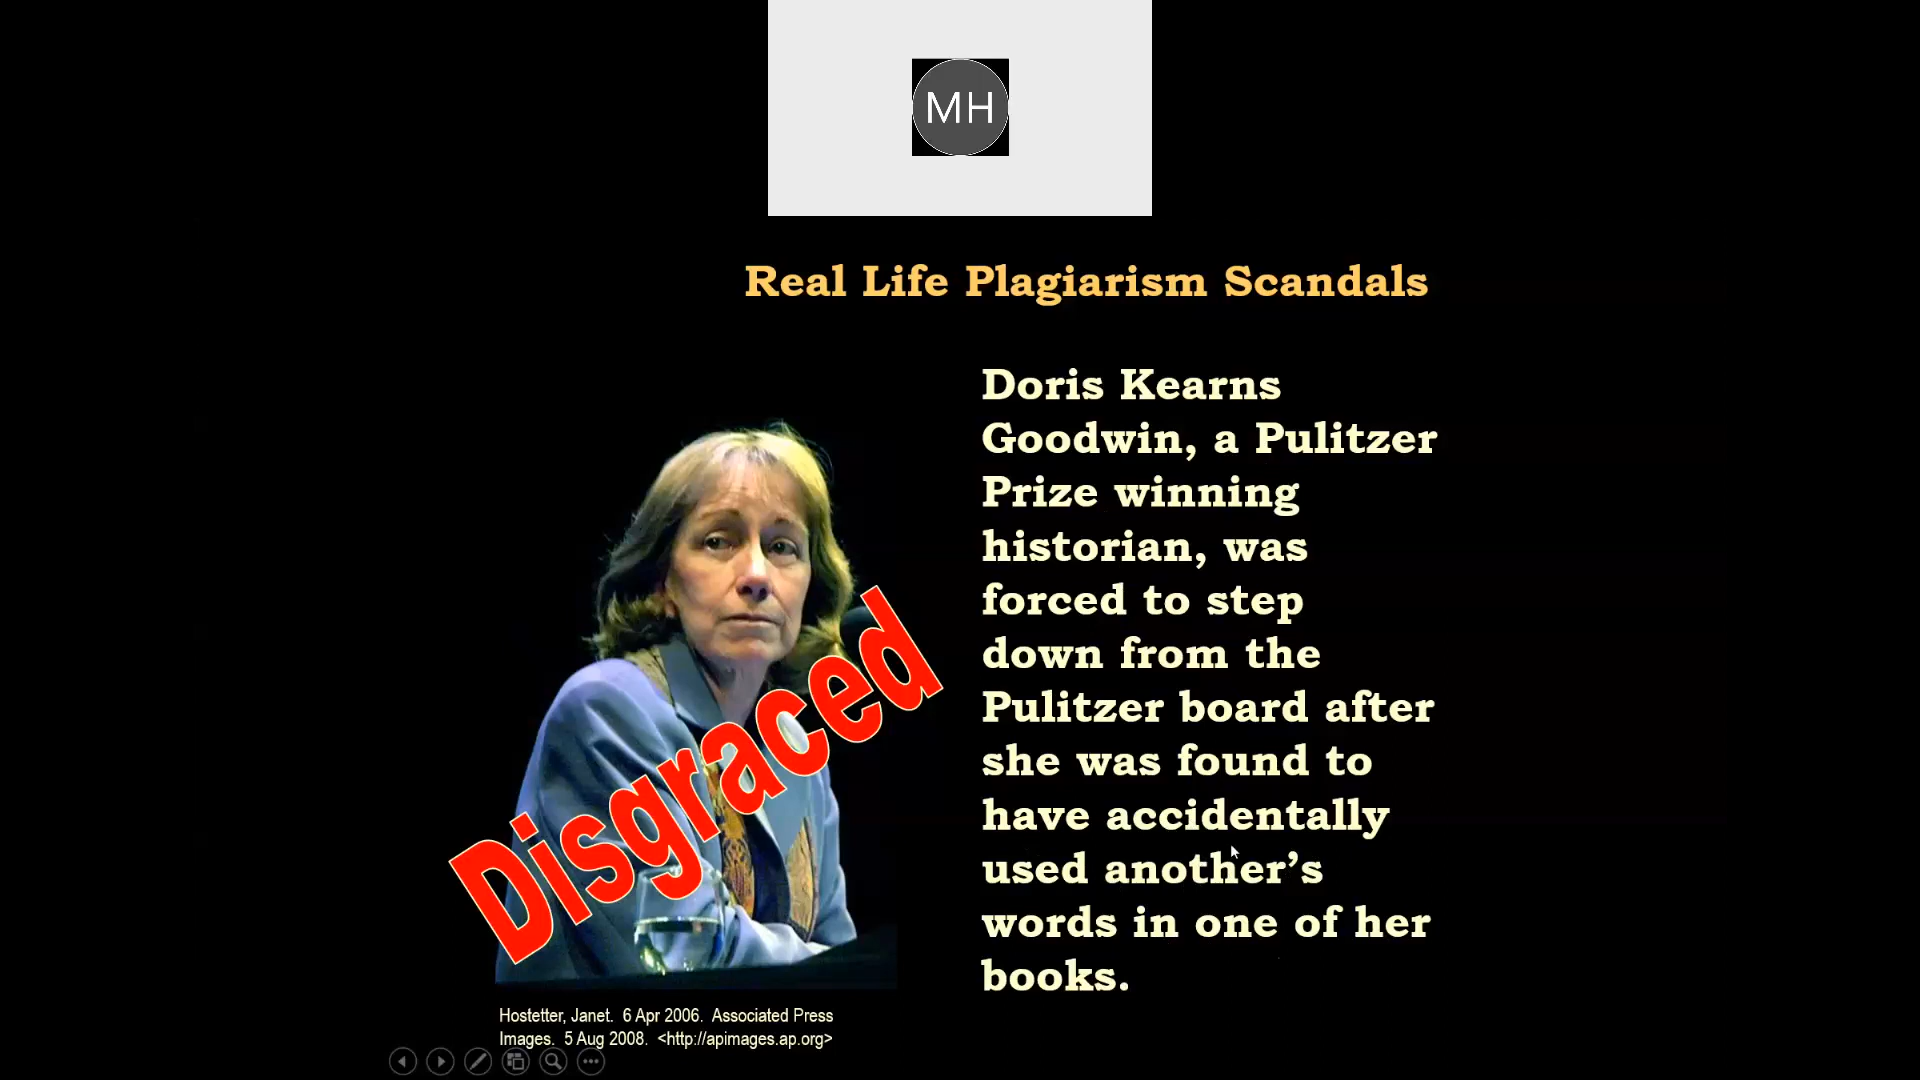 MH
Real Life Plagiarism Scandals
Doris Kearns
Goodwin, a Pulitzer
Prize winning
historian, was
forced to step
down from the
Pulitzer board after
she was found to
have accidentally
used another's
words in one of her
books.
Disgraced
Hostetter, Janet.  6 Apr 2006.  Associated Press
Images.  5 Aug 2008.  <http://apimages.ap.org>